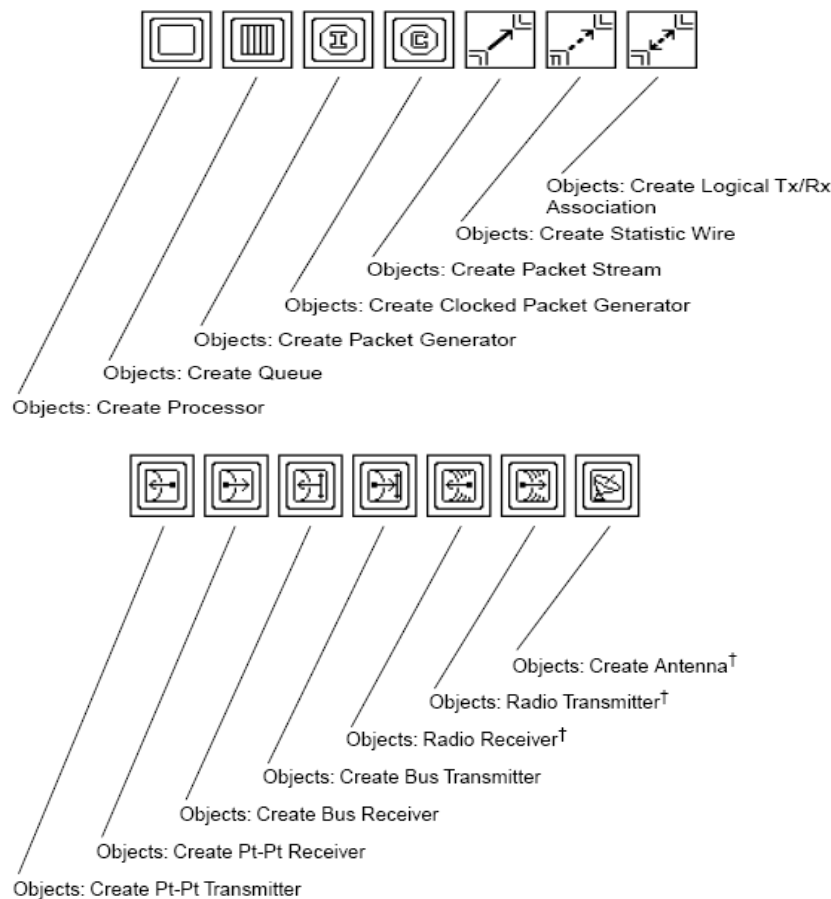 I
C
Objects: Create Logical Tx/Rx
Association
Objects: Create Statistic Wire
Objects: Create Packet Stream
Objects: Create Clocked Packet Generator
Objects: Create Packet Generator
Objects: Create Queue
Objects: Create Processor
Objects: Create Antenna†
Objects: Radio Transmitter†
Objects: Radio Receiver†
Objects: Create Bus Transmitter
Objects: Create Bus Receiver
Objects: Create Pt-Pt Receiver
Objects: Create Pt-Pt Transmitter